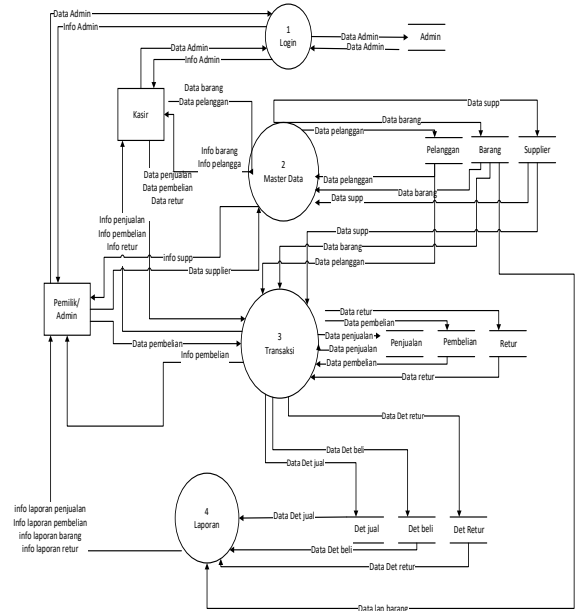 Data Admin
Info Admin
1
Login
Data Admin
Data Admin
Admin
Data Admin
Info Admin
Kasir
Data barang
Data pelanggan
Info barang
Info pelangga
2
Master Data
Data supp
Data barang
Data pelanggan
Pelanggan
Barang
Supplier
Data pelanggan
Data barang
Data supp
Data penjualan
Data pembelian
Data retur
Info penjualan
Info pembelian
Info retur
info supp
Data supplier
Data supp
Data barang
Data pelanggan
Pemilik/
Admin
Data pembelian
Info pembelian
3
Transaksi
Data retur
Data pembelian
Data penjualan
Data penjualan
Data pembelian
Data retur
Penjualan
Pembelian
Retur
Data Det retur
Data Det beli
Data Det jual
info laporan penjualan
Info laporan pembelian
info laporan barang
info laporan retur
4
Laporan
Data Det jual
Data Det beli
Data Det retur
Det jual
Det beli
Det Retur
Data lap barang